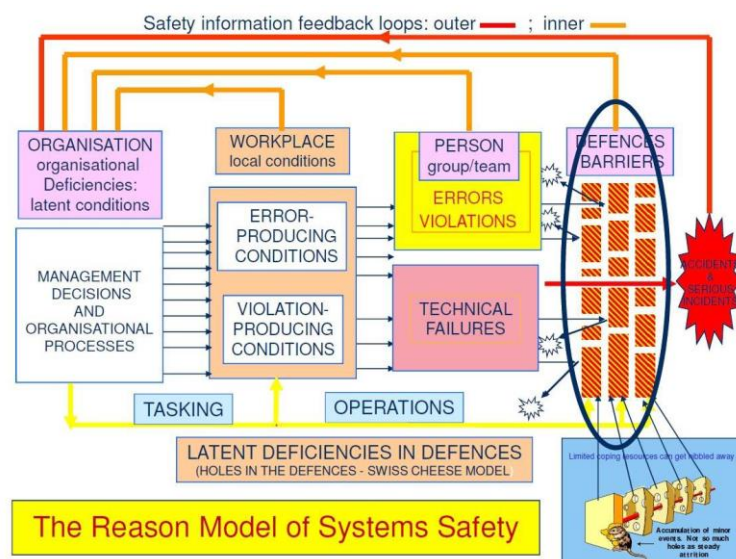 Safety information feedback loops: outer ; inner
ORGANISATION
organisational
Deficiencies:
latent conditions
WORKPLACE
local conditions
PERSON
group/team
DEFENCES
BARRIERS
ERRORS
VIOLATIONS
ERROR-
PRODUCING
CONDITIONS
MANAGEMENT
DECISIONS
AND
ORGANISATIONAL
PROCESSES
VIOLATION-
PRODUCING
CONDITIONS
TECHNICAL
FAILURES
ACCIDENTS
&
SERIOUS
INCIDENTS
TASKING
OPERATIONS
LATENT DEFICIENCIES IN DEFENCES
(HOLES IN THE DEFENCES - SWISS CHEESE MODEL)
Limited coping resources can get nibbled away
The Reason Model of Systems Safety
Accumulation of minor
events. Not so much
holes as steady
attrition